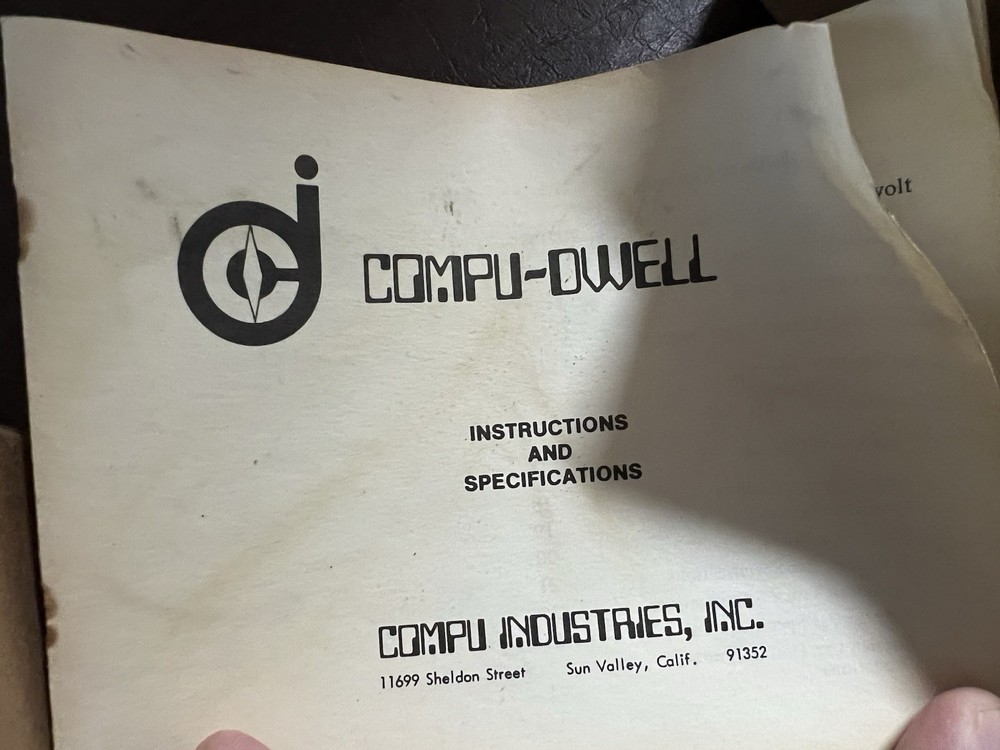 COMPU-DWELL
INSTRUCTIONS
AND
SPECIFICATIONS
COMPU INDUSTRIES, INC.
11699 Sheldon Street Sun Valley, Calif. 91352
volt